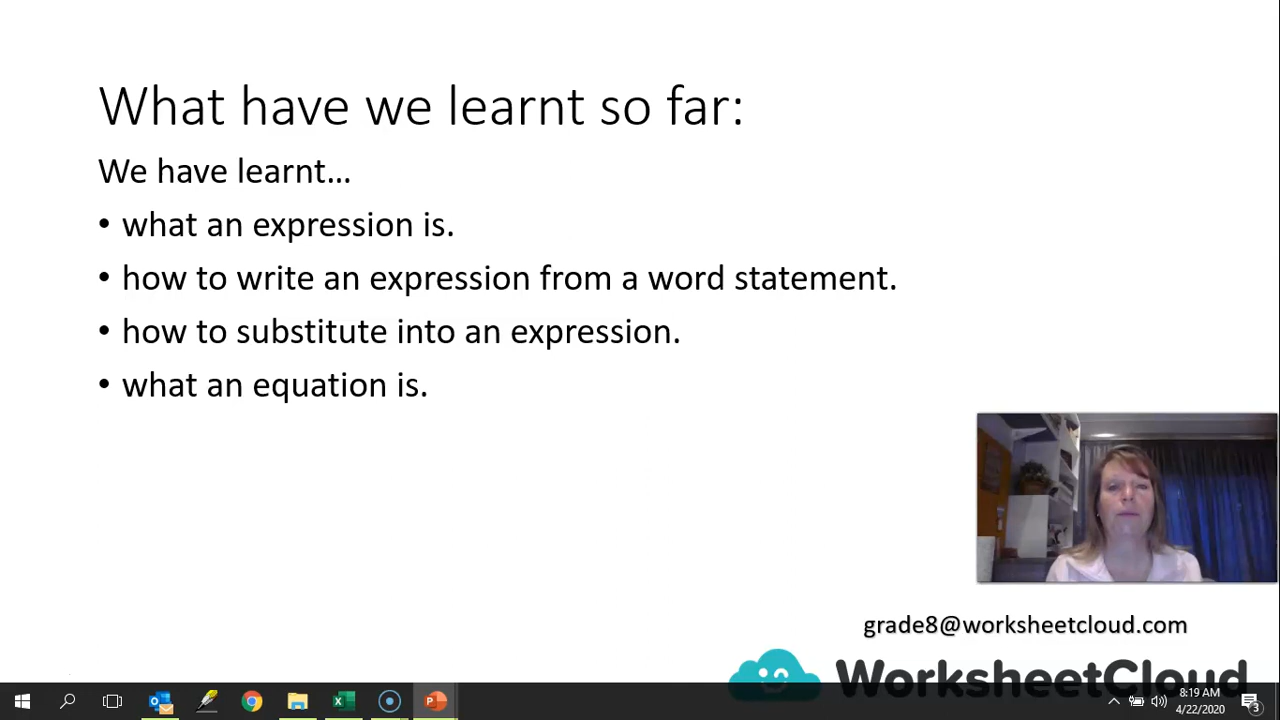 What have we learnt so far:
We have learnt...
• what an expression is.
• how to write an expression from a word statement.
• how to substitute into an expression.
• what an equation is.
grade8@worksheetcloud.com
WorksheetCloud
8:19 AM
4/22/2020
3